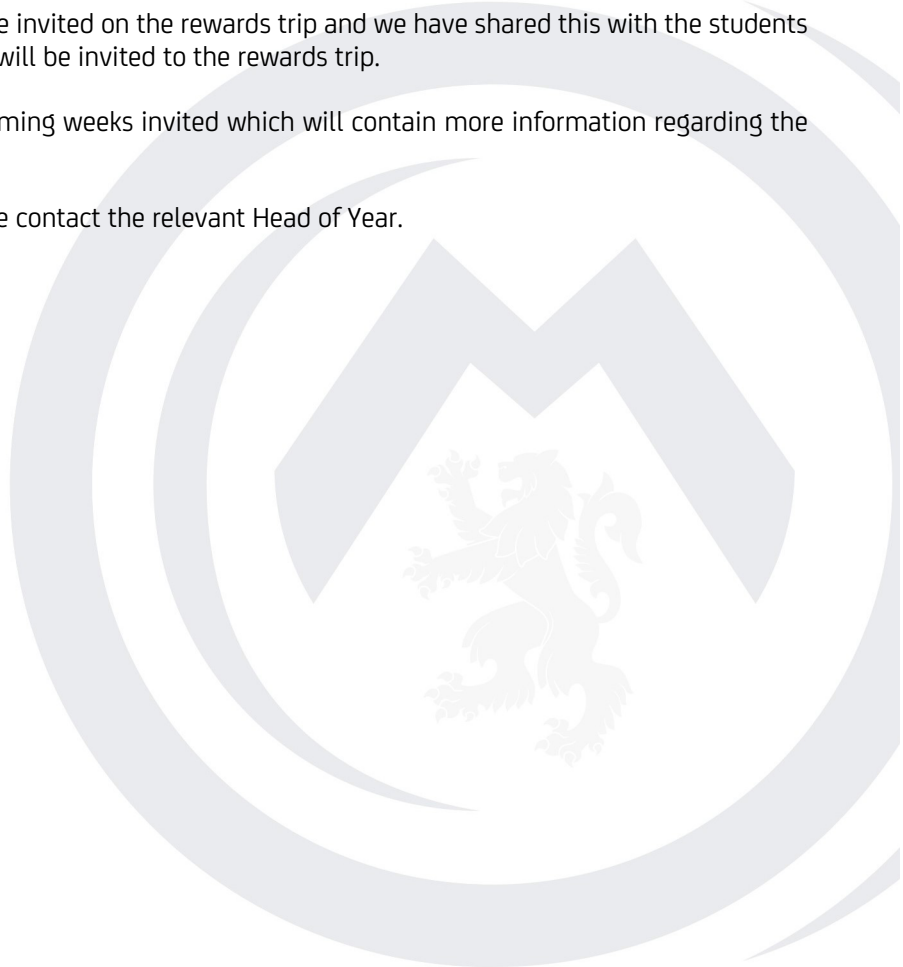 e invited on the rewards trip and we have shared this with the students
will be invited to the rewards trip.
ming weeks invited which will contain more information regarding the
e contact the relevant Head of Year.